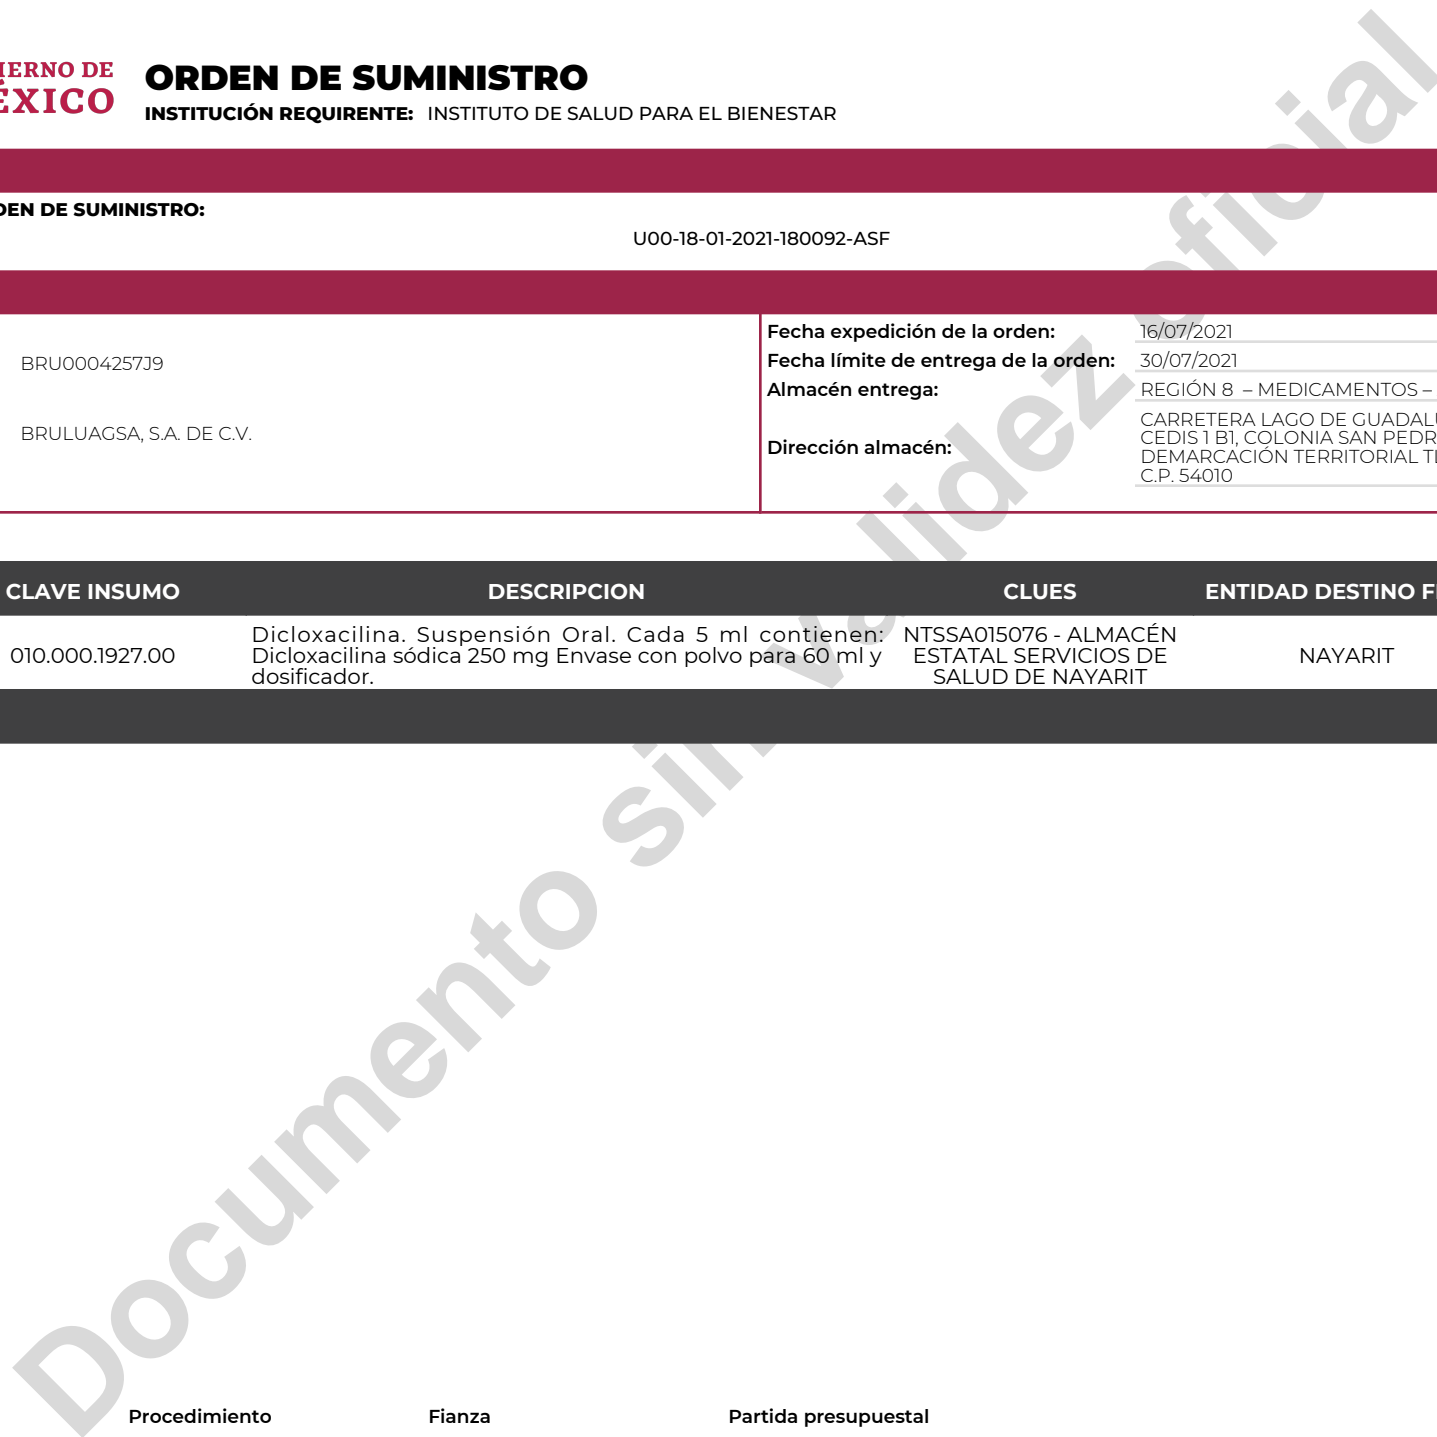 ORDEN DE SUMINISTRO
INSTITUCIÓN REQUIRENTE: INSTITUTO DE SALUD PARA EL BIENESTAR
DE
XICO
DE SUMINISTRO:
U00-18-01-2021-180092-ASF
BRU0004257J9
BRULUAGSA, S.A. DE C.V.
Fecha expedición de la orden: 16/07/2021
Fecha límite de entrega de la orden: 30/07/2021
Almacén entrega: REGIÓN 8 – MEDICAMENTOS –
Dirección almacén:
CARRETERA LAGO DE
CEDIS 1 B1, COLONIA SAN
DEMARCACIÓN TERRITORIAL
C.P. 54010
CLAVE INSUMO DESCRIPCION CLUES ENTIDAD DESTINO
010.000.1927.00
Dicloxacilina. Suspensión Oral. Cada 5 ml contienen:
Dicloxacilina sódica 250 mg Envase con polvo para 60 ml y
dosificador.
NTSSA015076 - ALMACÉN
ESTATAL SERVICIOS DE
SALUD DE NAYARIT
NAYARIT
Documento sin validez oficial
Procedimiento Fianza Partida presupuestal